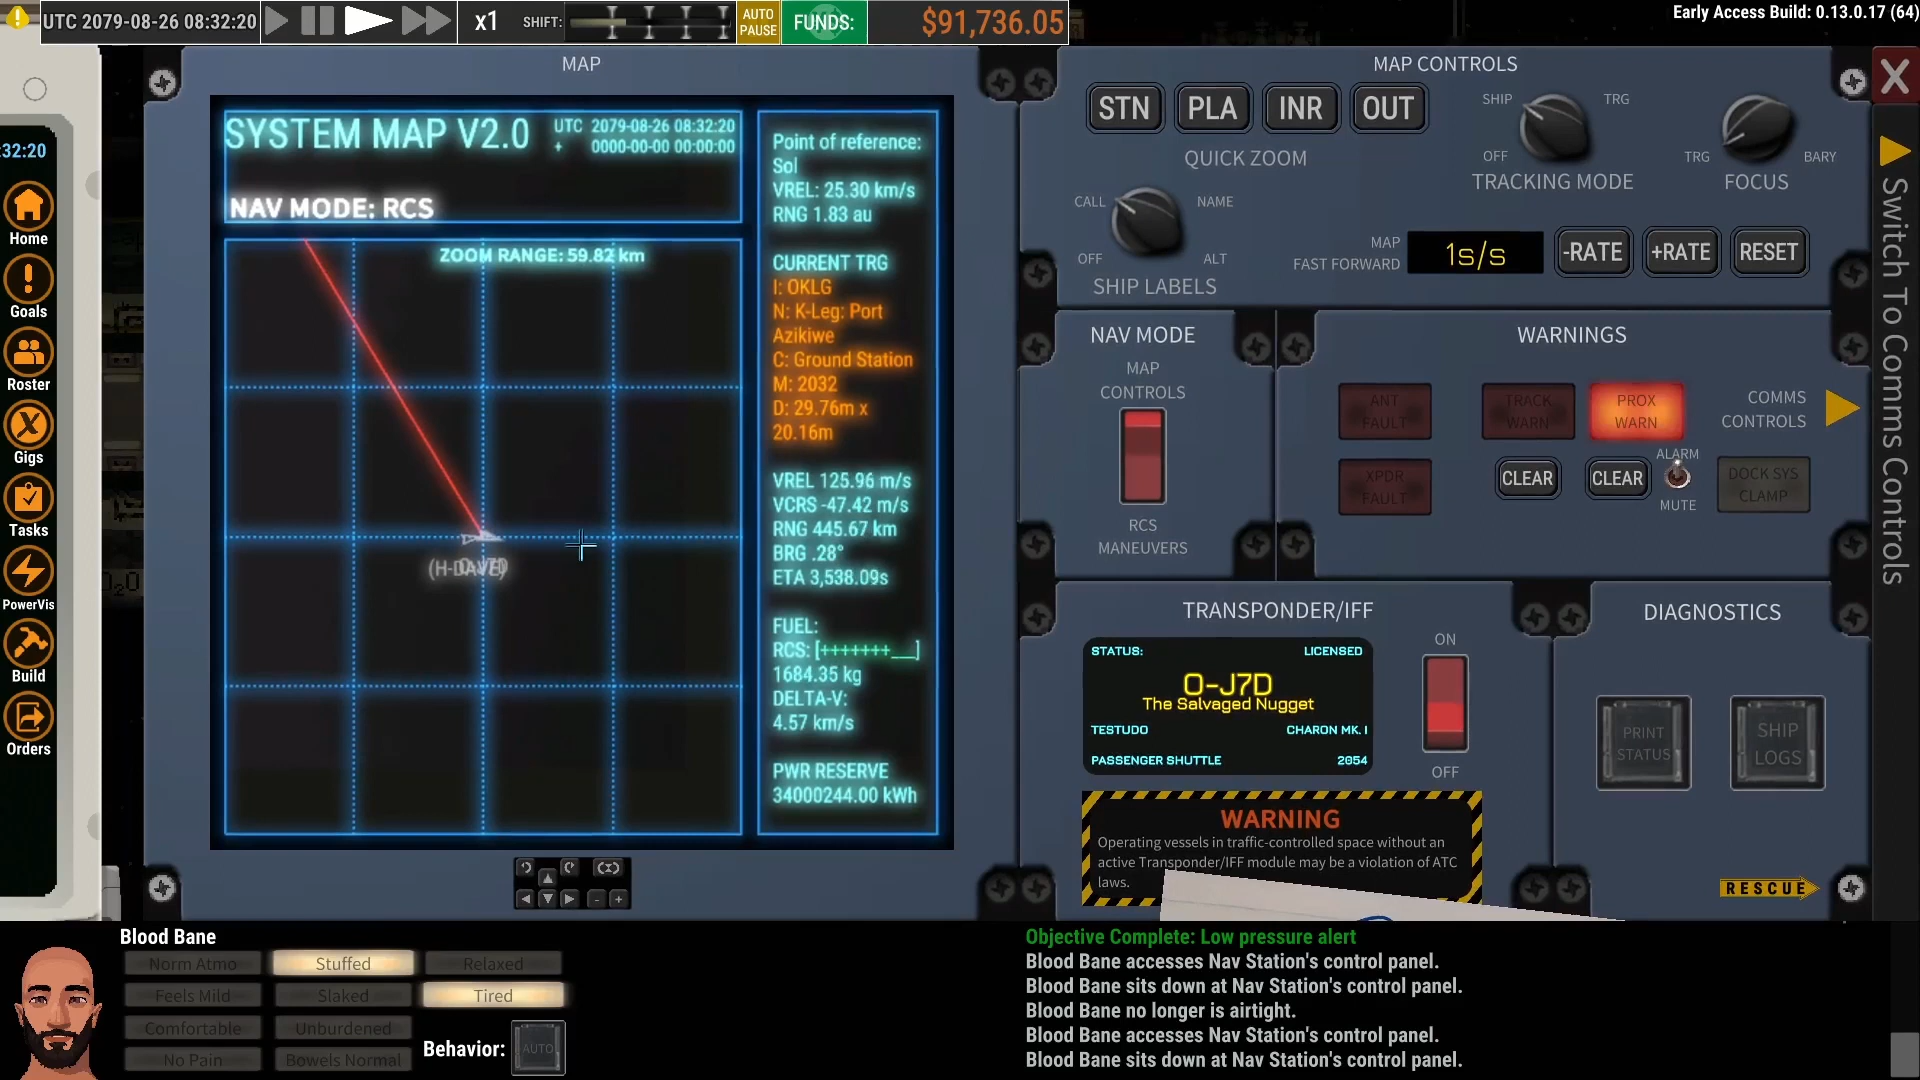 UTC 2079-08-26 08:32:20
x1
SHIFT:
AUTO PAUSE
FUNDS:
$91,736.05
Early Access Build: 0.13.0.17 (64)
:32:20
Home
Goals
Roster
Gigs
Tasks
PowerVis
Build
Orders
MAP
SYSTEM MAP V2.0
UTC 2079-08-26 08:32:20
+ 0000-00-00 00:00:00
NAV MODE: RCS
ZOOM RANGE: 59.82 km
(H-DAVE)
O-J7D
Point of reference:
Sol
VREL: 25.30 km/s
RNG 1.83 au
CURRENT TRG
I: OKLG
N: K-Leg: Port
Azikiwe
C: Ground Station
M: 2032
D: 29.76m x
20.16m
VREL 125.96 m/s
VCRS -47.42 m/s
RNG 445.67 km
BRG .28°
ETA 3,538.09s
FUEL:
RCS: [+++++++__]
1684.35 kg
DELTA-V:
4.57 km/s
PWR RESERVE
34000244.00 kWh
MAP CONTROLS
STN
PLA
INR
OUT
QUICK ZOOM
SHIP
TRG
OFF
TRACKING MODE
TRG
BARY
FOCUS
CALL
NAME
OFF
ALT
SHIP LABELS
MAP
FAST FORWARD
1s/s
-RATE
+RATE
RESET
NAV MODE
MAP
CONTROLS
RCS
MANEUVERS
WARNINGS
ANT
FAULT
TRACK
WARN
PROX
WARN
COMMS
CONTROLS
XPDR
FAULT
CLEAR
CLEAR
ALARM
MUTE
DOCK SYS
CLAMP
TRANSPONDER/IFF
STATUS:
LICENSED
O-J7D
The Salvaged Nugget
TESTUDO
CHARON MK. I
PASSENGER SHUTTLE
2054
ON
OFF
WARNING
Operating vessels in traffic-controlled space without an
active Transponder/IFF module may be a violation of ATC
laws.
DIAGNOSTICS
PRINT
STATUS
SHIP
LOGS
RESCUE
X
Switch To Comms Controls
Blood Bane
Norm Atmo
Stuffed
Relaxed
Feels Mild
Slaked
Tired
Comfortable
Unburdened
No Pain
Bowels Normal
Behavior:
AUTO
Objective Complete: Low pressure alert
Blood Bane accesses Nav Station's control panel.
Blood Bane sits down at Nav Station's control panel.
Blood Bane no longer is airtight.
Blood Bane accesses Nav Station's control panel.
Blood Bane sits down at Nav Station's control panel.